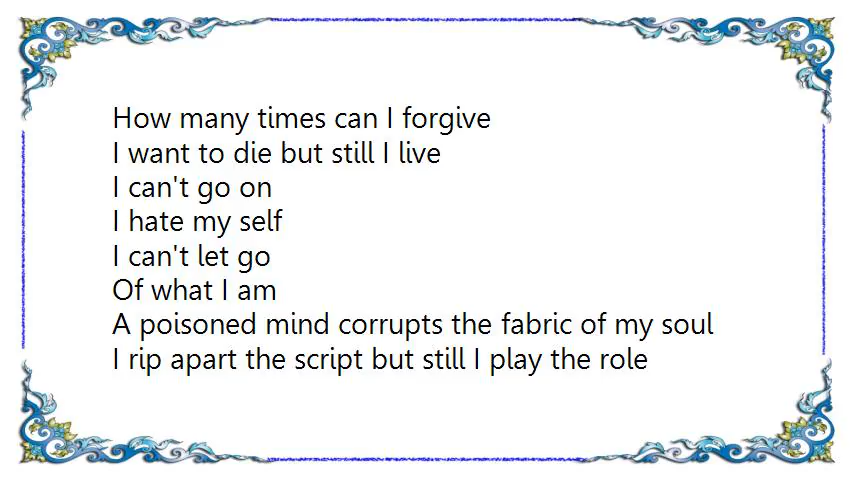 How many times can I forgive
I want to die but still I live
I can't go on
I hate my self
I can't let go
Of what I am
A poisoned mind corrupts the fabric of my soul
I rip apart the script but still I play the role